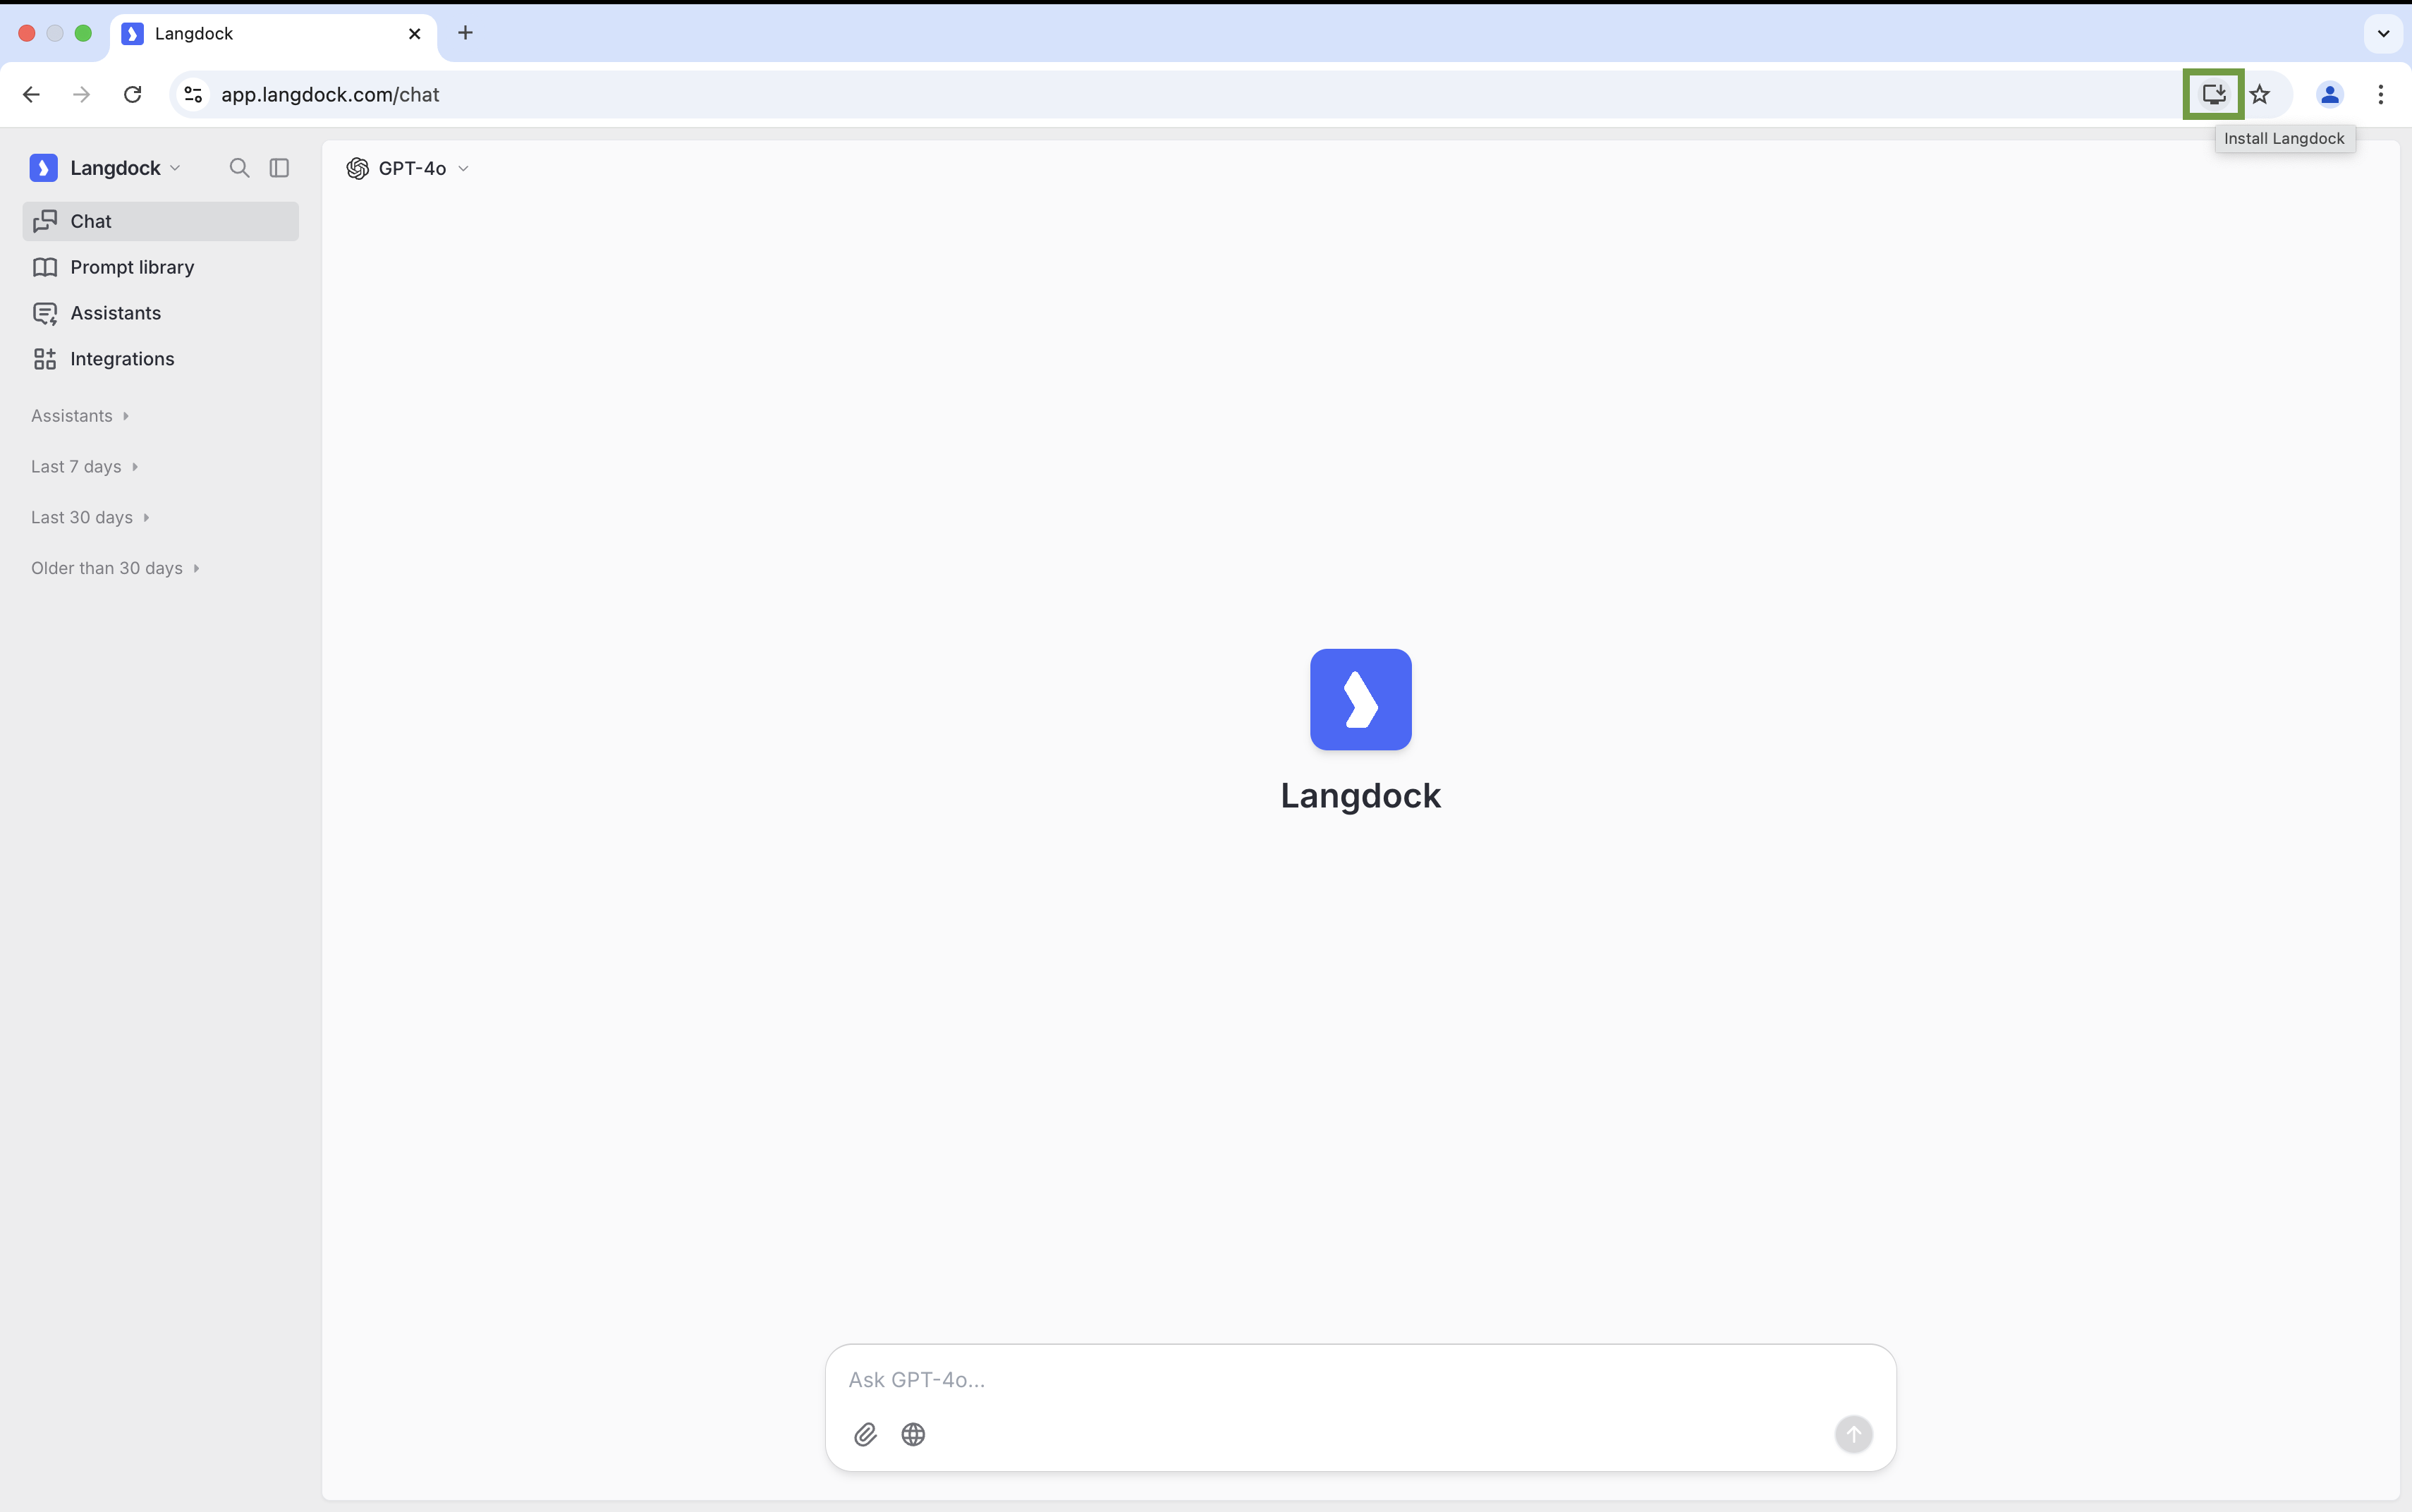 Langdock
app.langdock.com/chat
Install Langdock
Langdock
GPT-4o
Chat
Prompt library
Assistants
Integrations
Assistants
Last 7 days
Last 30 days
Older than 30 days
Langdock
Ask GPT-4o...